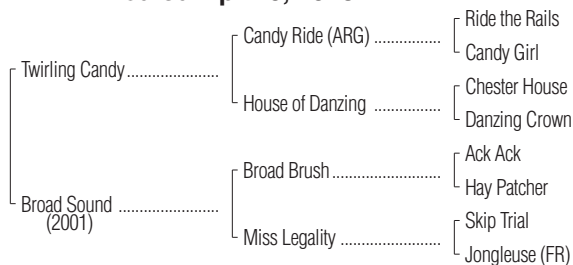 Ride the Rails
Candy Ride (ARG) ................
Candy Girl
Twirling Candy .......................
Chester House
House of Danzing ................
Danzing Crown
Ack Ack
Broad Brush ...................
Hay Patcher
Broad Sound .........................
(2001)
Skip Trial
Miss Legality .......................
Jongleuse (FR)